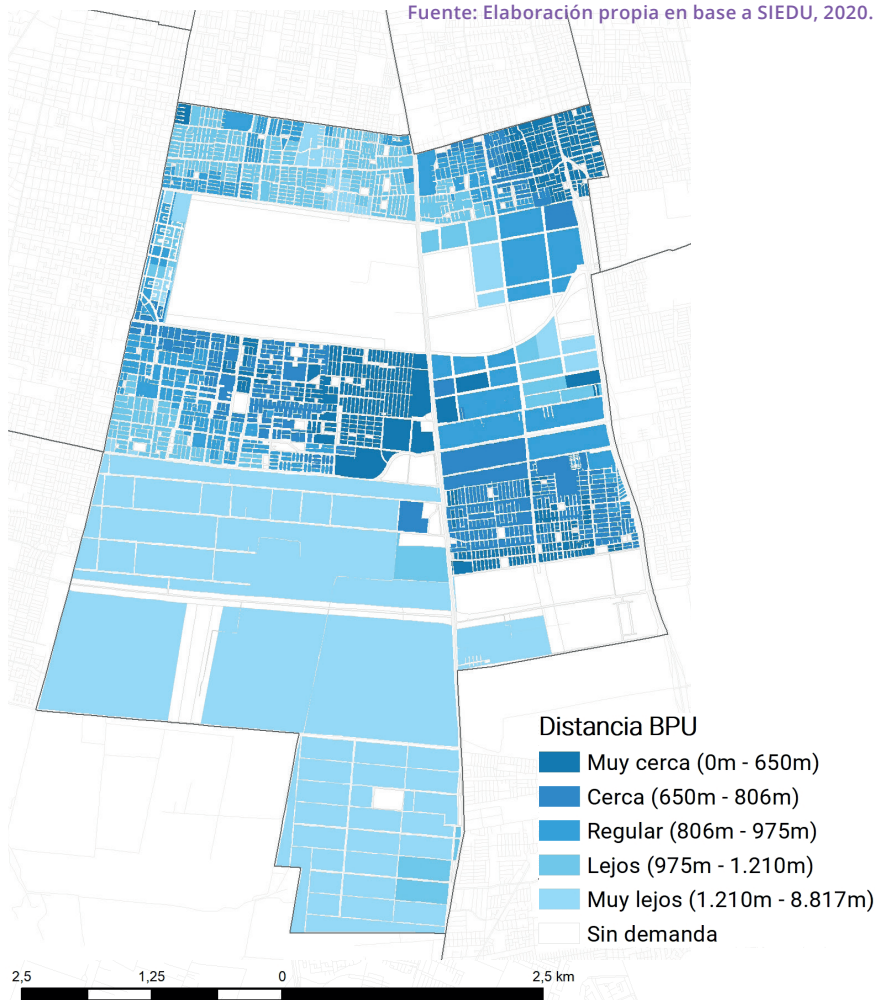 Fuente: Elaboración propia en base a SIEDU, 2020.
Distancia BPU
Muy cerca (0m - 650m)
Cerca (650m - 806m)
Regular (806m - 975m)
Lejos (975m - 1.210m)
Muy lejos (1.210m - 8.817m)
Sin demanda
2,5 1,25 0 2,5 km